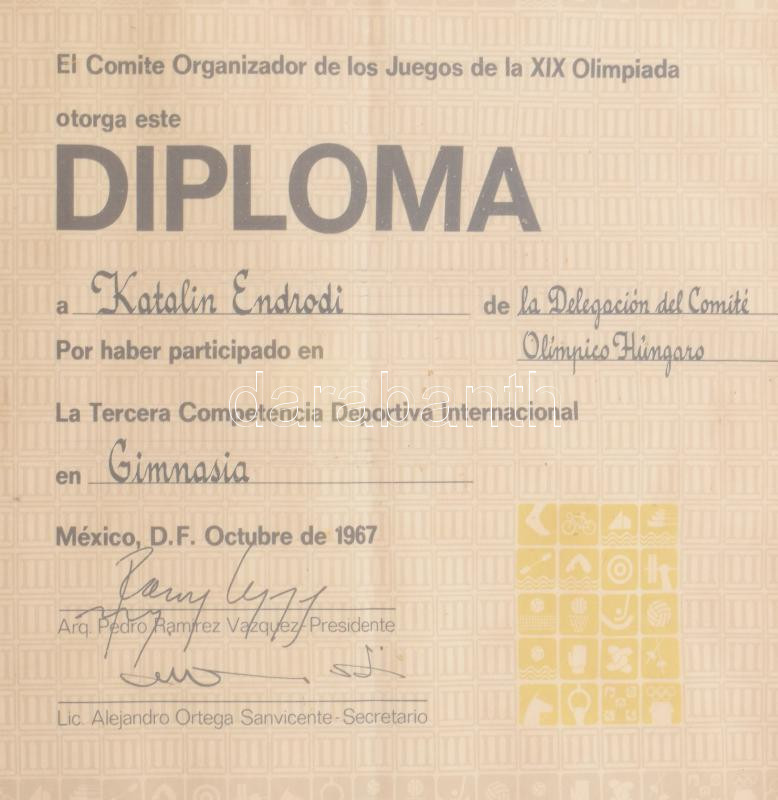 El Comite Organizador de los Juegos de la XIX Olimpiada
otorga este
DIPLOMA
a Katalin Endrodi de la Delegación del Comité
Por haber participado en Olímpico Húngaro
darabanth
La Tercera Competencia Deportiva Internacional
en Gimnasia
México, D.F. Octubre de 1967
Arq. Pedro Ramírez Vazquez-Presidente
Lic. Alejandro Ortega Sanvicente-Secretario